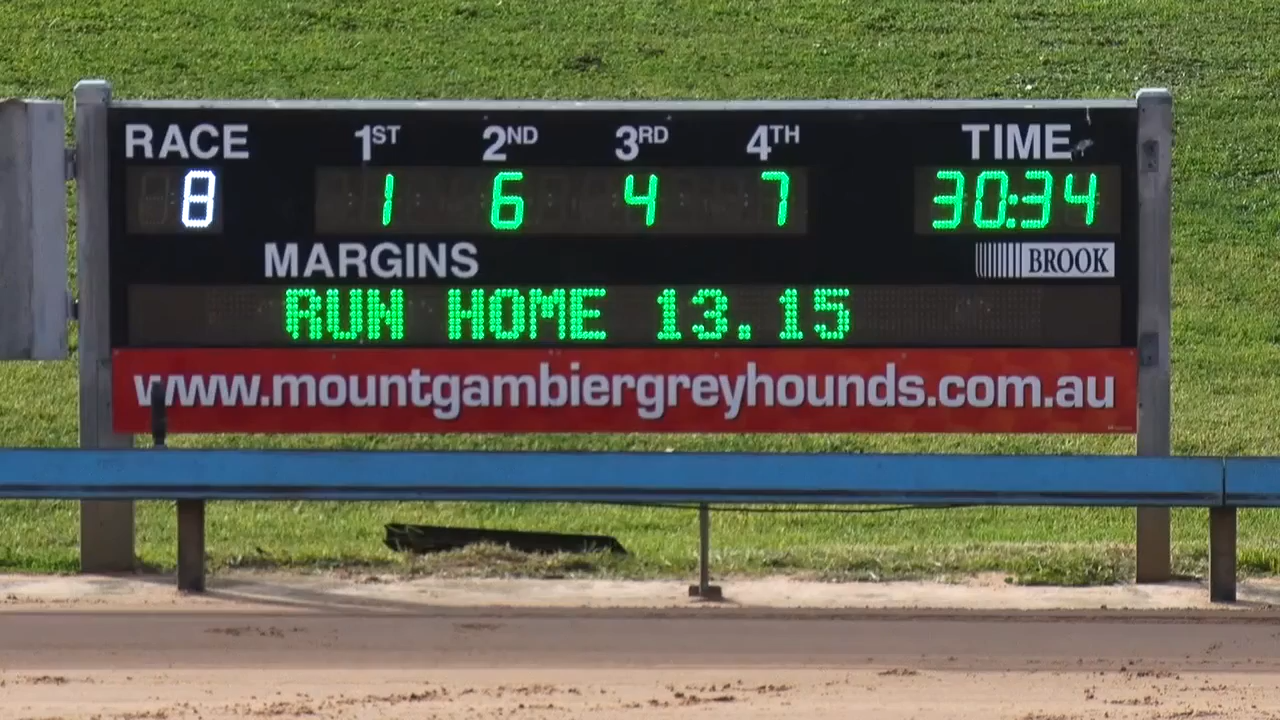 RACE 1ST 2ND 3RD 4TH TIME
8 1 6 4 7 30:34
MARGINS BROOK
RUN HOME 13.15
www.mountgambiergreyhounds.com.au